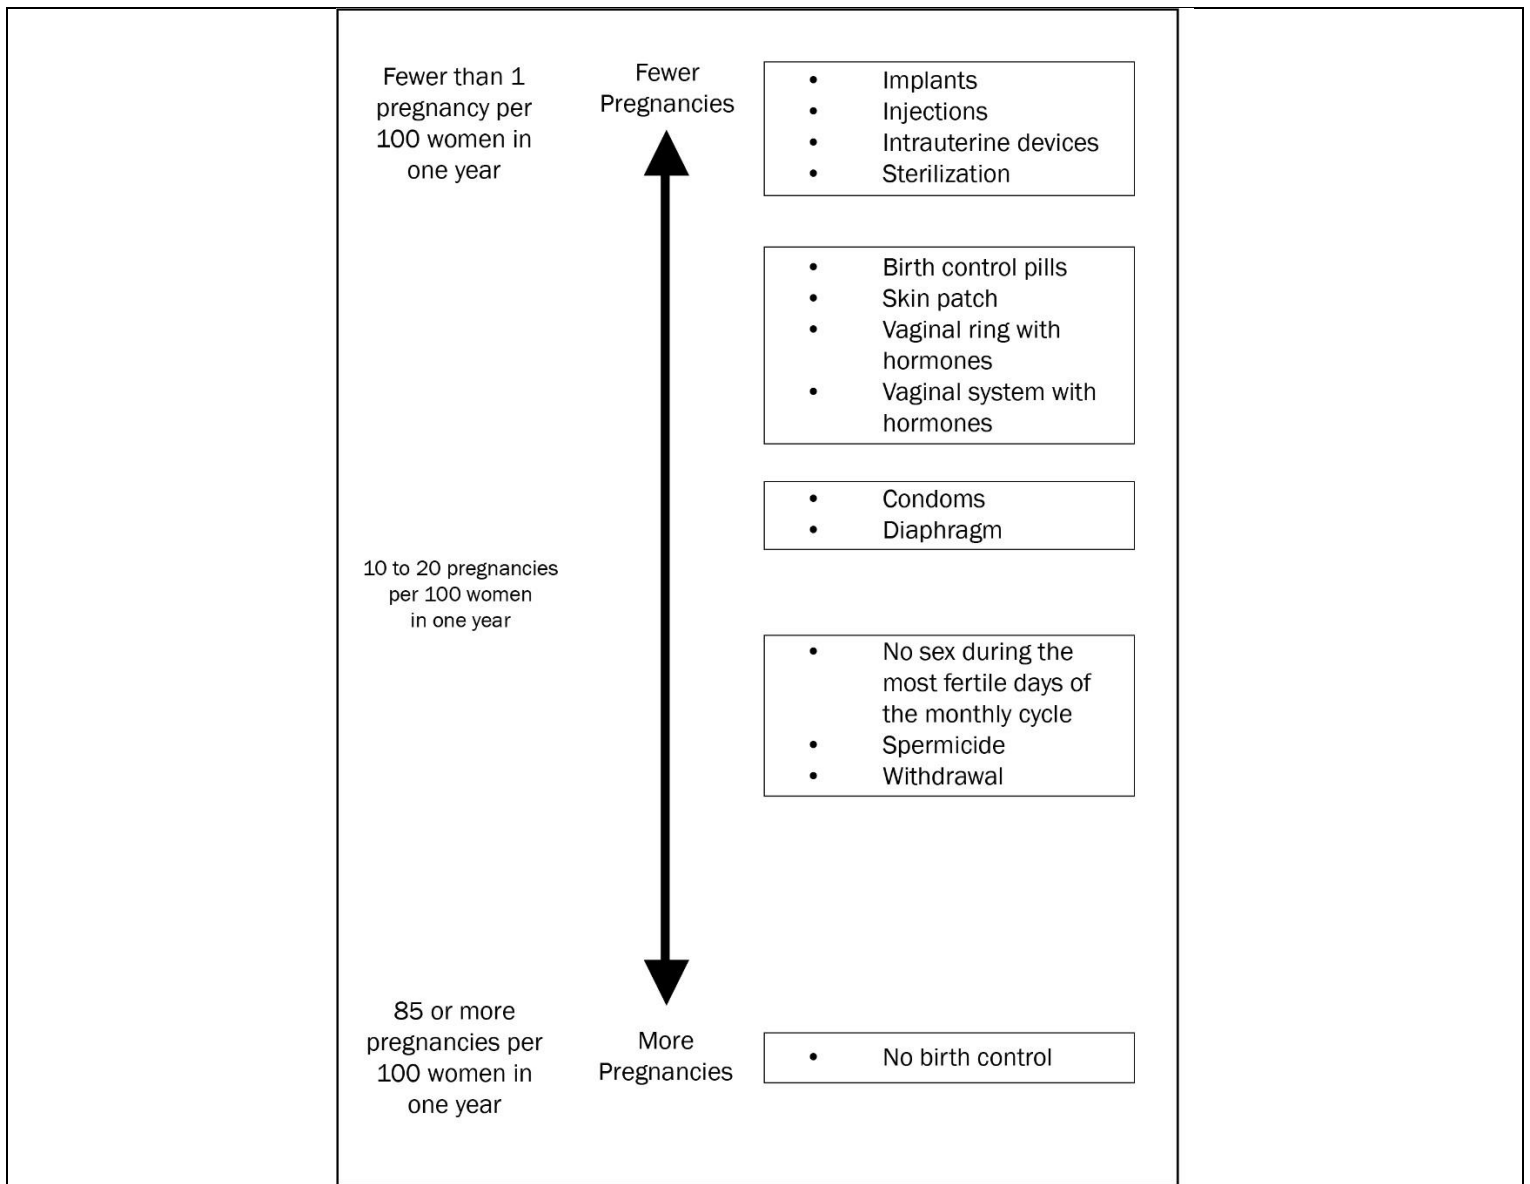 Fewer than 1
pregnancy per
100 women in
one year
Fewer
Pregnancies
• Implants
• Injections
• Intrauterine devices
• Sterilization
• Birth control pills
• Skin patch
• Vaginal ring with
hormones
• Vaginal system with
hormones
• Condoms
• Diaphragm
10 to 20 pregnancies
per 100 women
in one year
• No sex during the
most fertile days of
the monthly cycle
• Spermicide
• Withdrawal
85 or more
pregnancies per
100 women in
one year
More
Pregnancies
• No birth control